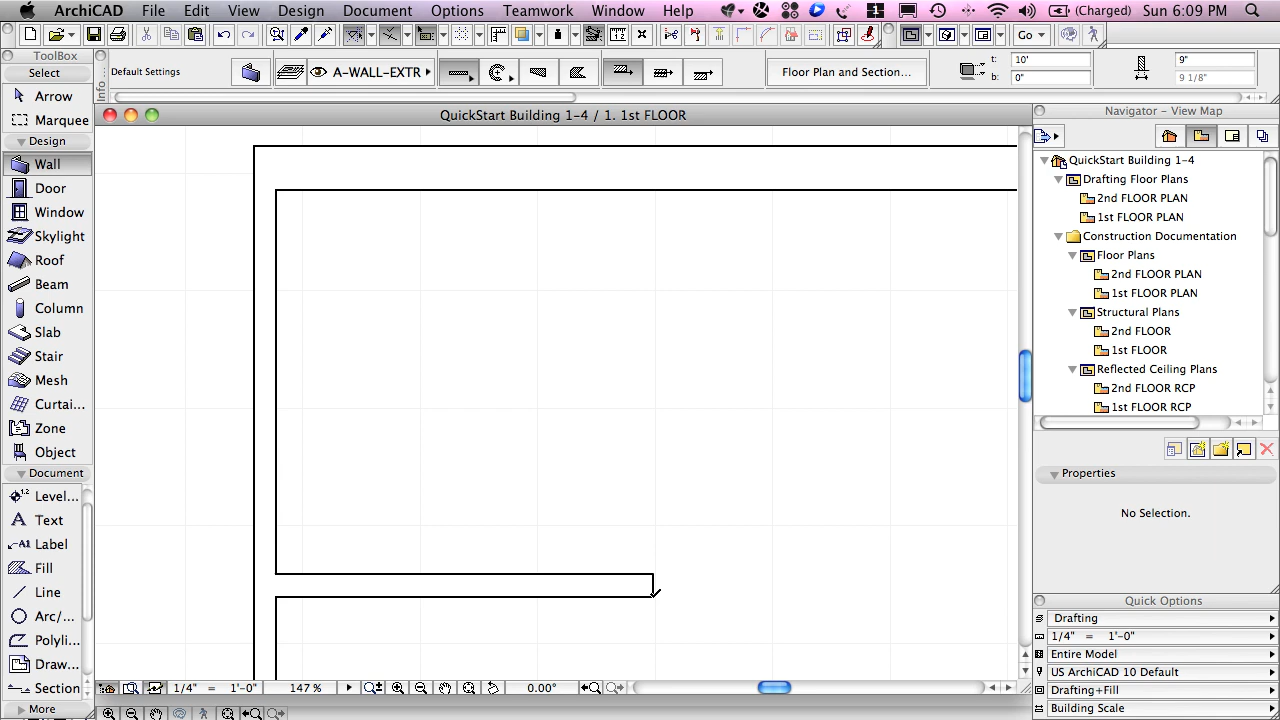 ArchiCAD File Edit View Design Document Options Teamwork Window Help 1 (Charged) Sun 6:09 PM
Go
ToolBox
Select
Arrow
Marquee
Design
Wall
Door
Window
Skylight
Roof
Beam
Column
Slab
Stair
Mesh
Curtai...
Zone
Object
Document
Level...
Text
Label
Fill
Line
Arc/...
Polyli...
Draw...
Section
More
Info
Default Settings
A-WALL-EXTR
Floor Plan and Section...
t: 10'
b: 0"
9"
9 1/8"
QuickStart Building 1-4 / 1. 1st FLOOR
1/4" = 1'-0"
147 %
0.00°
Navigator - View Map
QuickStart Building 1-4
Drafting Floor Plans
2nd FLOOR PLAN
1st FLOOR PLAN
Construction Documentation
Floor Plans
2nd FLOOR PLAN
1st FLOOR PLAN
Structural Plans
2nd FLOOR
1st FLOOR
Reflected Ceiling Plans
2nd FLOOR RCP
1st FLOOR RCP
Properties
No Selection.
Quick Options
Drafting
1/4" = 1'-0"
Entire Model
US ArchiCAD 10 Default
Drafting+Fill
Building Scale